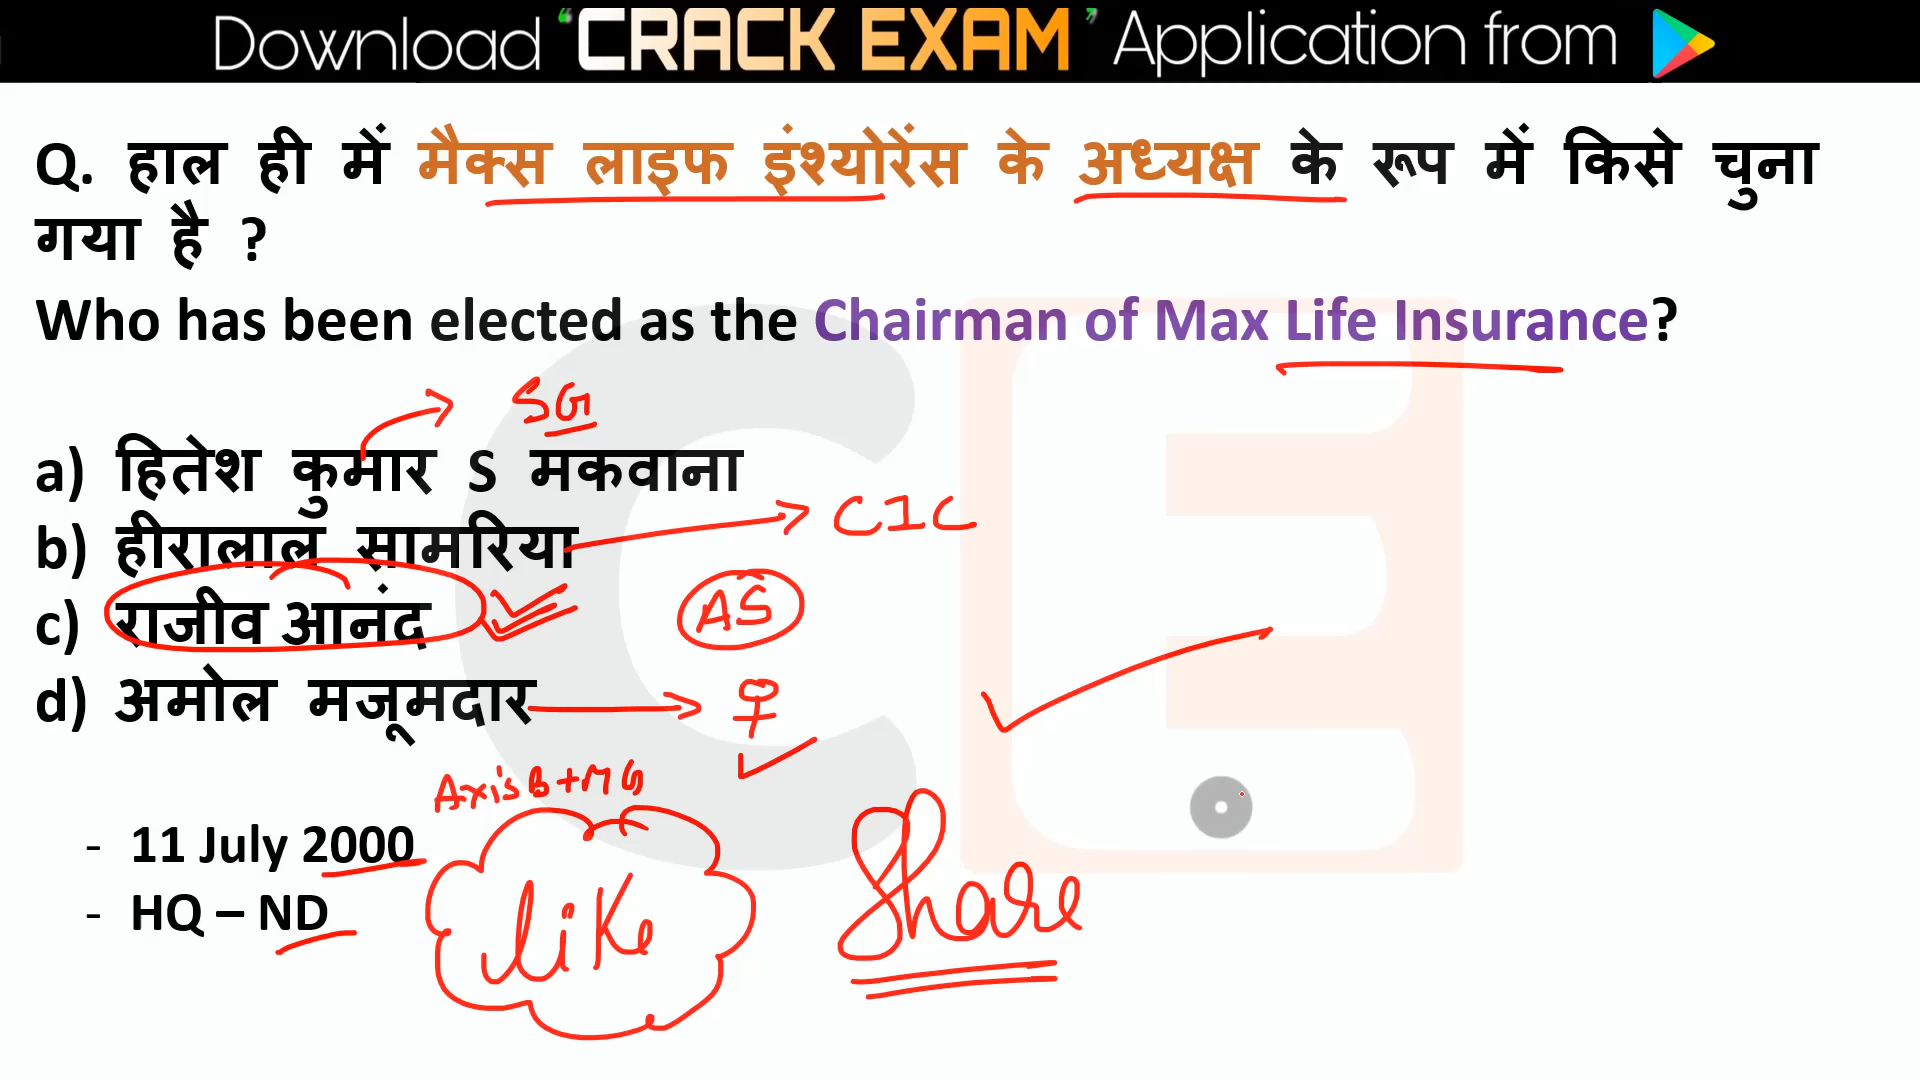 Download "CRACK EXAM" Application from
Q. हाल ही में मैक्स लाइफ इंश्योरेंस के अध्यक्ष के रूप में किसे चुना
गया है ?
Who has been elected as the Chairman of Max Life Insurance?
SG
a) हितेश कुमार S मकवाना
b) हीरालाल सामरिया
CIC
c) राजीव आनंद
AS
d) अमोल मजूमदार
Axis B+MG
- 11 July 2000
- HQ – ND
like
Share